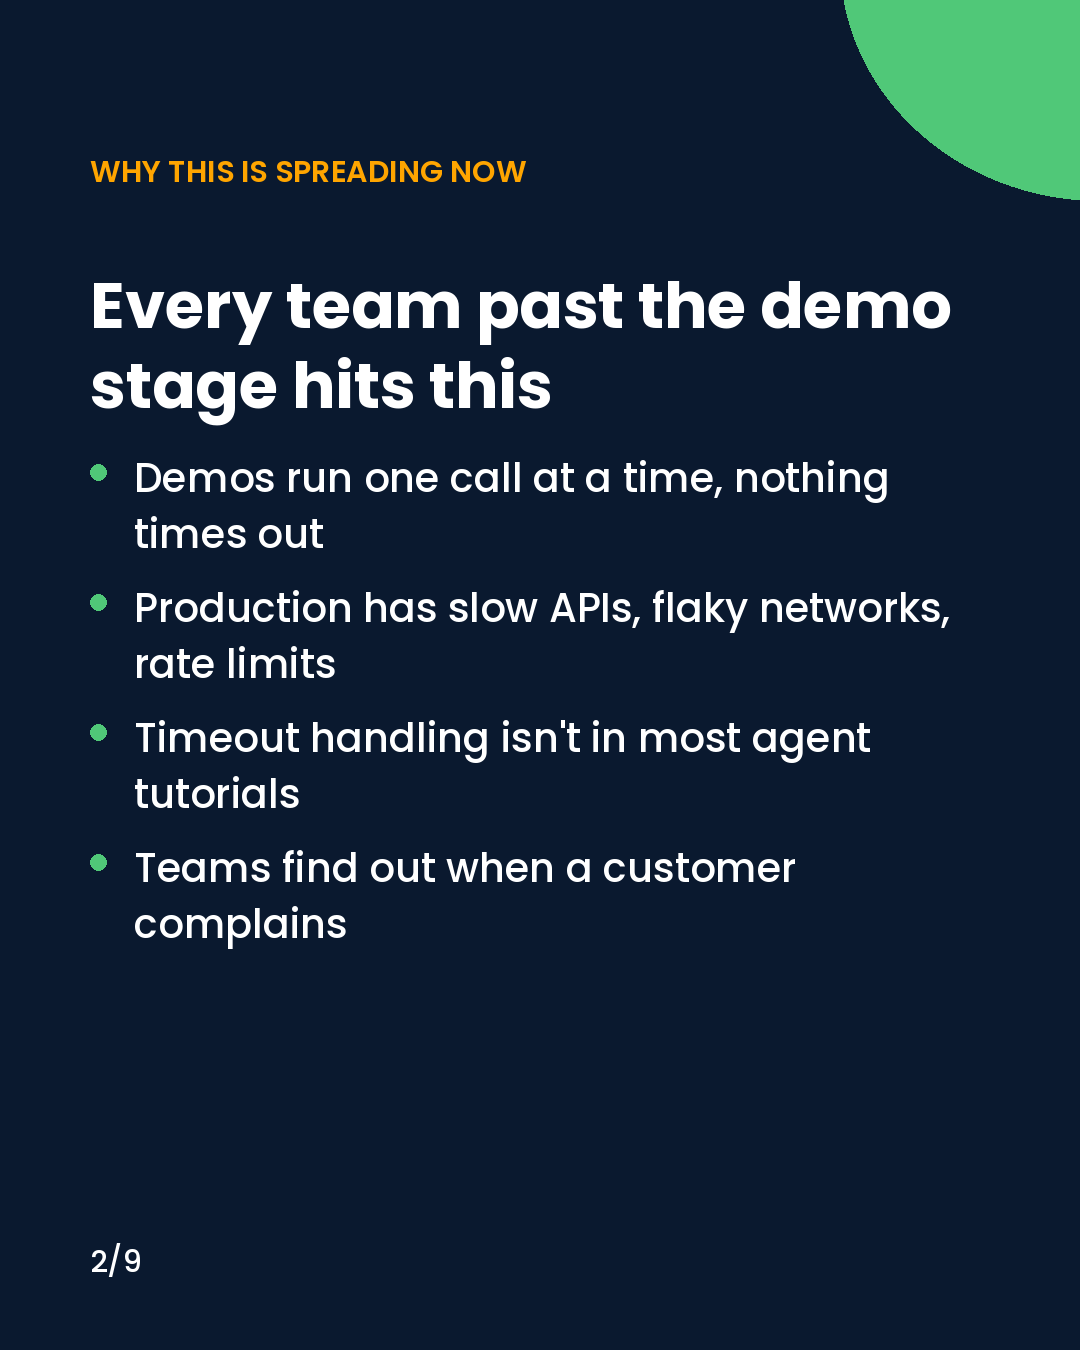 WHY THIS IS SPREADING NOW
Every team past the demo
stage hits this
Demos run one call at a time, nothing
times out
Production has slow APIs, flaky networks,
rate limits
Timeout handling isn't in most agent
tutorials
Teams find out when a customer
complains
2/9